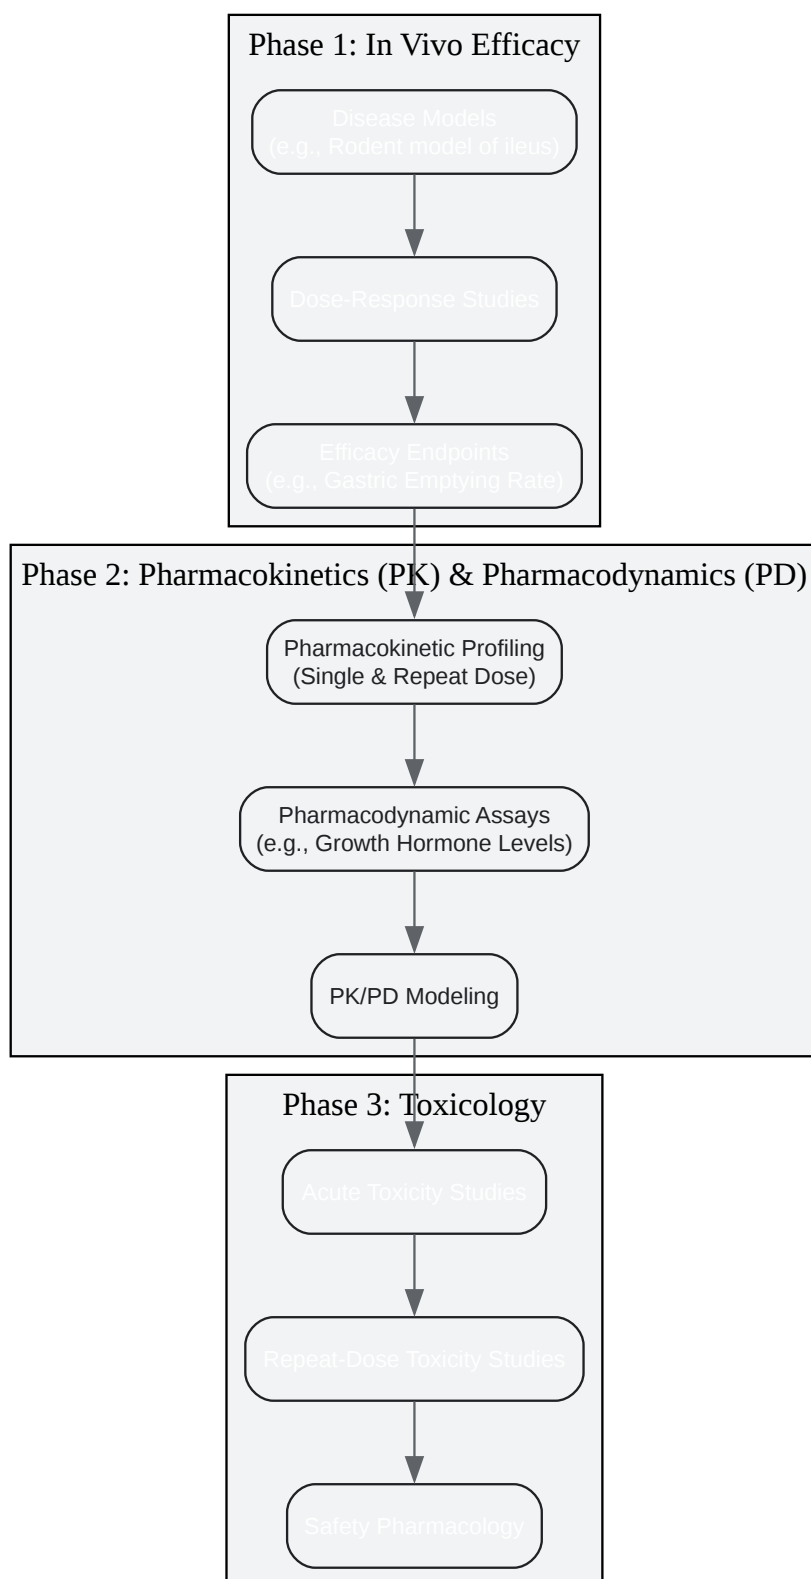 Phase 1: In Vivo Efficacy
Disease Models
(e.g., Rodent model of ileus)
Dose-Response Studies
Efficacy Endpoints
(e.g., Gastric Emptying Rate)
Phase 2: Pharmacokinetics (PK) & Pharmacodynamics (PD)
Pharmacokinetic Profiling
(Single & Repeat Dose)
Pharmacodynamic Assays
(e.g., Growth Hormone Levels)
PK/PD Modeling
Phase 3: Toxicology
Acute Toxicity Studies
Repeat-Dose Toxicity Studies
Safety Pharmacology